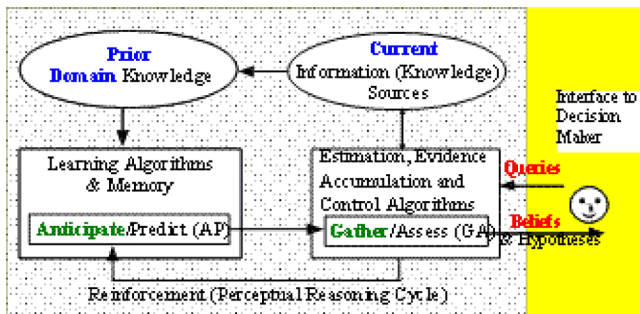 Prior
Domain Knowledge
Current
Information (Knowledge)
Sources
Interface to
Decision
Maker
Learning Algorithms
& Memory
Anticipate/Predict (AP)
Estimation, Evidence
Accumulation and
Control Algorithms
Gather/Assess (GA)
Queries
Beliefs
& Hypotheses
Reinforcement (Perceptual Reasoning Cycle)